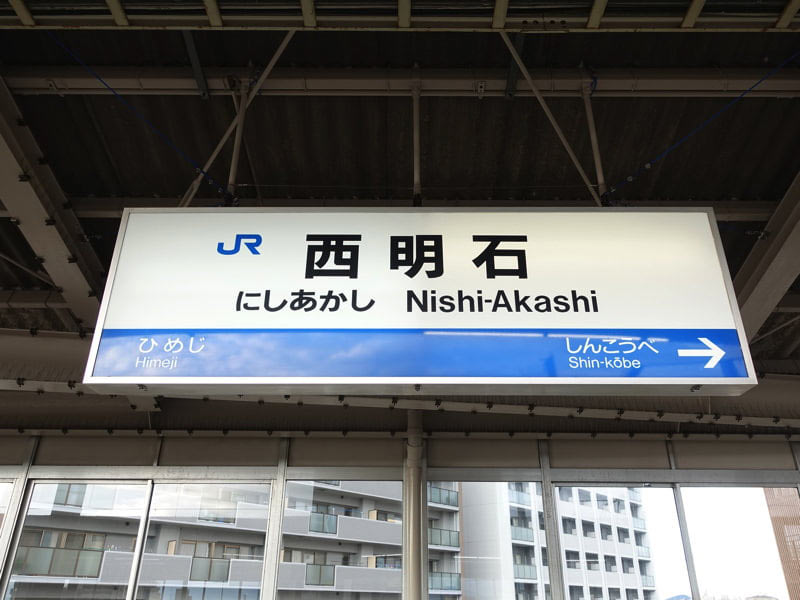 JR 西明石
にしあかし Nishi-Akashi
ひめじ しんこうべ →
Himeji Shin-kōbe